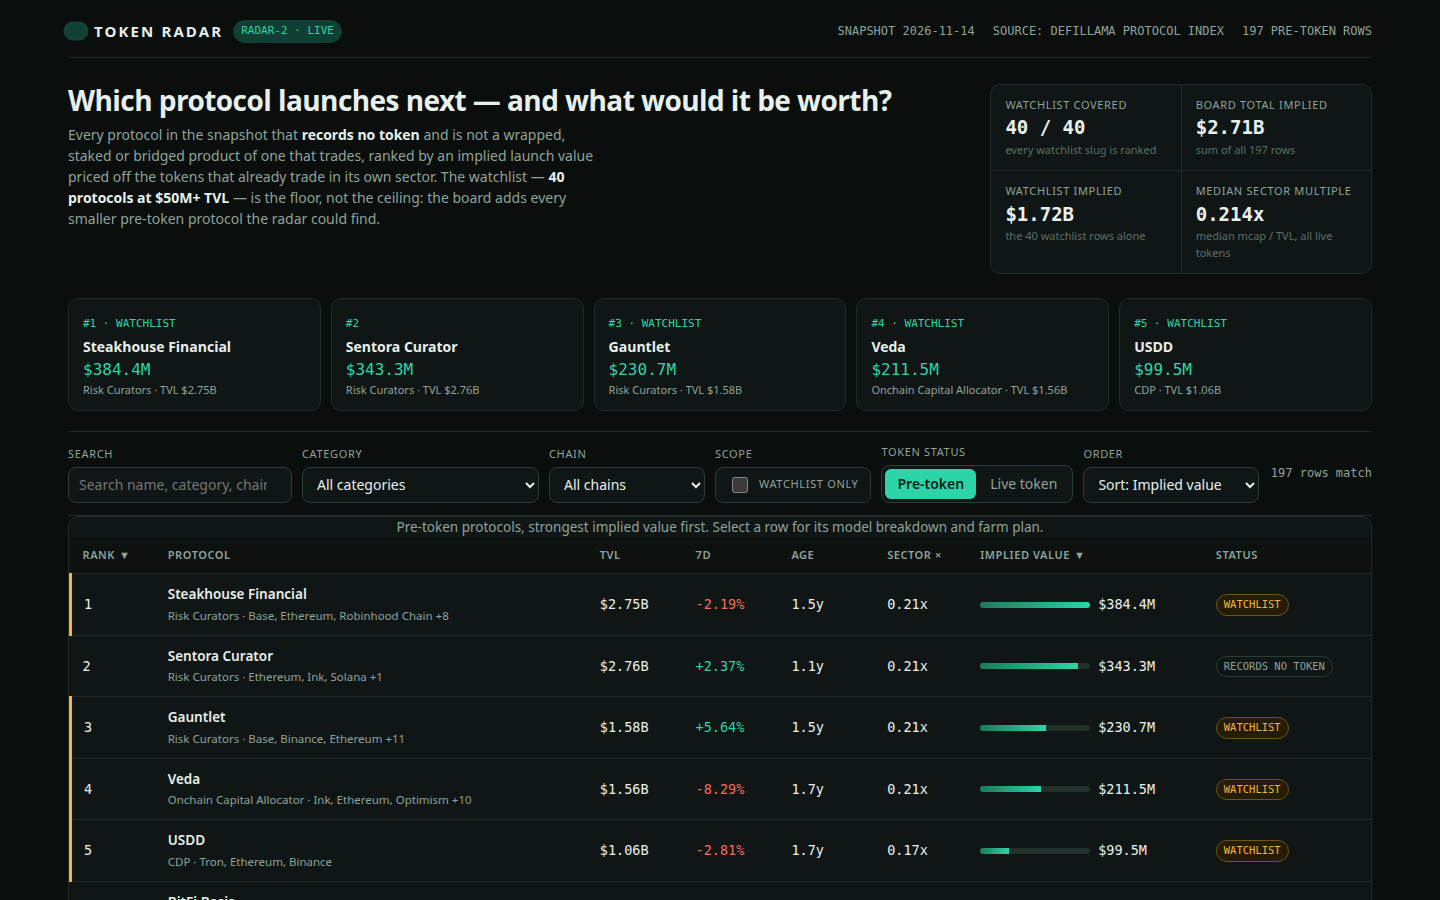 TOKEN RADAR
RADAR-2 · LIVE
SNAPSHOT 2026-11-14 SOURCE: DEFILLAMA PROTOCOL INDEX 197 PRE-TOKEN ROWS
Which protocol launches next — and what would it be worth?
Every protocol in the snapshot that records no token and is not a wrapped,
staked or bridged product of one that trades, ranked by an implied launch value
priced off the tokens that already trade in its own sector. The watchlist — 40
protocols at $50M+ TVL — is the floor, not the ceiling: the board adds every
smaller pre-token protocol the radar could find.
WATCHLIST COVERED
40 / 40
every watchlist slug is ranked
BOARD TOTAL IMPLIED
$2.71B
sum of all 197 rows
WATCHLIST IMPLIED
$1.72B
the 40 watchlist rows alone
MEDIAN SECTOR MULTIPLE
0.214x
median mcap / TVL, all live
tokens
#1 · WATCHLIST
Steakhouse Financial
$384.4M
Risk Curators · TVL $2.75B
#2
Sentora Curator
$343.3M
Risk Curators · TVL $2.76B
#3 · WATCHLIST
Gauntlet
$230.7M
Risk Curators · TVL $1.58B
#4 · WATCHLIST
Veda
$211.5M
Onchain Capital Allocator · TVL $1.56B
#5 · WATCHLIST
USDD
$99.5M
CDP · TVL $1.06B
SEARCH
Search name, category, chain
CATEGORY
All categories
CHAIN
All chains
SCOPE
WATCHLIST ONLY
TOKEN STATUS
Pre-token Live token
ORDER
Sort: Implied value
197 rows match
Pre-token protocols, strongest implied value first. Select a row for its model breakdown and farm plan.
RANK ▼ PROTOCOL TVL 7D AGE SECTOR × IMPLIED VALUE ▼ STATUS
1 Steakhouse Financial $2.75B -2.19% 1.5y 0.21x $384.4M WATCHLIST
Risk Curators · Base, Ethereum, Robinhood Chain +8
2 Sentora Curator $2.76B +2.37% 1.1y 0.21x $343.3M RECORDS NO TOKEN
Risk Curators · Ethereum, Ink, Solana +1
3 Gauntlet $1.58B +5.64% 1.5y 0.21x $230.7M WATCHLIST
Risk Curators · Base, Binance, Ethereum +11
4 Veda $1.56B -8.29% 1.7y 0.21x $211.5M WATCHLIST
Onchain Capital Allocator · Ink, Ethereum, Optimism +10
5 USDD $1.06B -2.81% 1.7y 0.17x $99.5M WATCHLIST
CDP · Tron, Ethereum, Binance